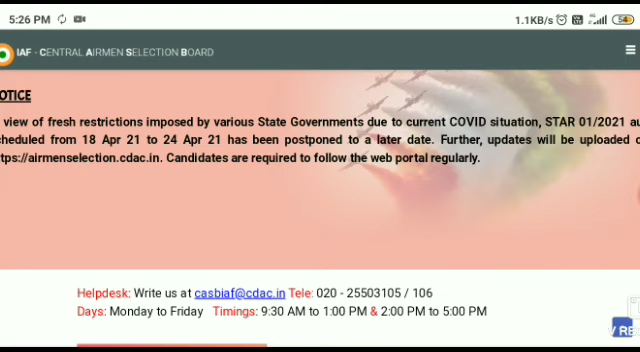 5:26 PM
1.1KB/s 54
IAF - CENTRAL AIRMEN SELECTION BOARD
OTICE
view of fresh restrictions imposed by various State Governments due to current COVID situation, STAR 01/2021 au
cheduled from 18 Apr 21 to 24 Apr 21 has been postponed to a later date. Further, updates will be uploaded o
tps://airmenselection.cdac.in. Candidates are required to follow the web portal regularly.
Helpdesk: Write us at casbiaf@cdac.in Tele: 020 - 25503105 / 106
Days: Monday to Friday Timings: 9:30 AM to 1:00 PM & 2:00 PM to 5:00 PM